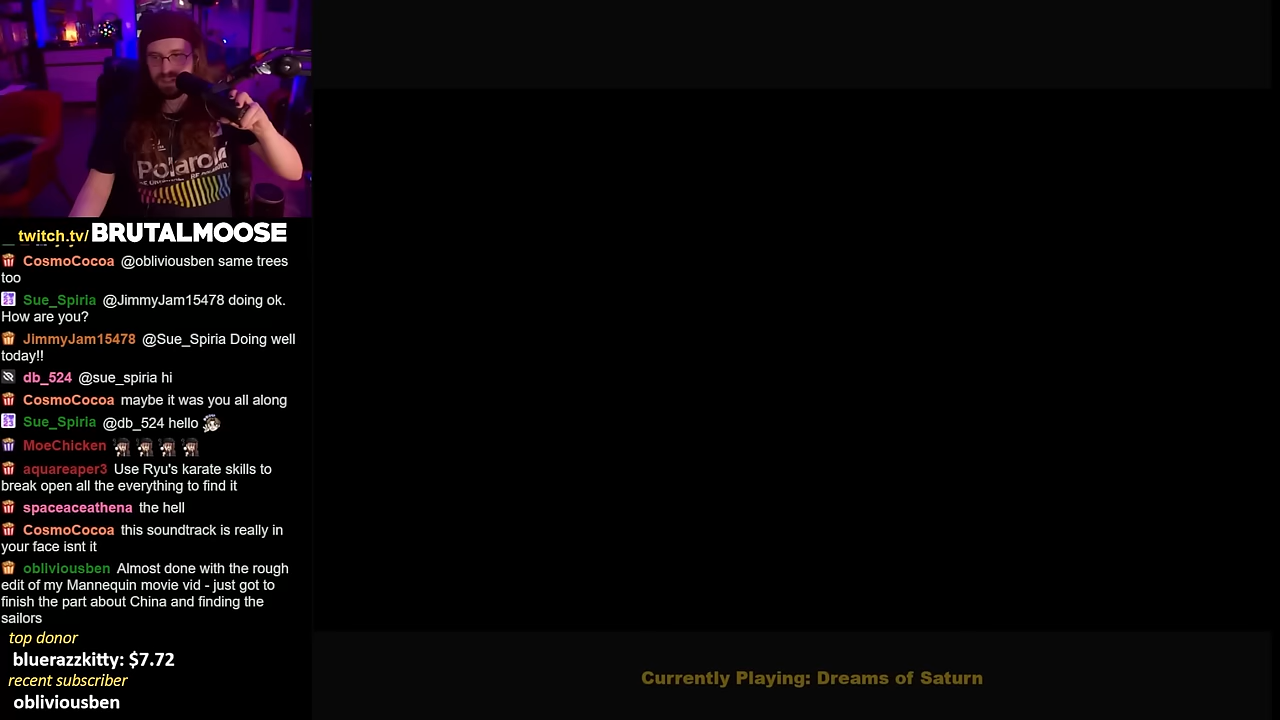 Polaroid
twitch.tv/BRUTALMOOSE
CosmoCocoa @obliviousben same trees
too
Sue_Spiria @JimmyJam15478 doing ok.
How are you?
JimmyJam15478 @Sue_Spiria Doing well
today!!
db_524 @sue_spiria hi
CosmoCocoa maybe it was you all along
Sue_Spiria @db_524 hello
MoeChicken
aquareaper3 Use Ryu's karate skills to
break open all the everything to find it
spaceaceathena the hell
CosmoCocoa this soundtrack is really in
your face isnt it
obliviousben Almost done with the rough
edit of my Mannequin movie vid - just got to
finish the part about China and finding the
sailors
top donor
bluerazzkitty: $7.72
recent subscriber
obliviousben
Currently Playing: Dreams of Saturn